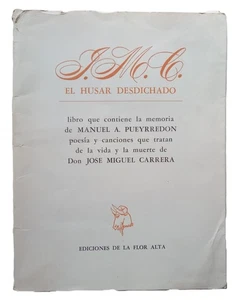 J.M.C.
EL HUSAR DESDICHADO
libro que contiene la memoria
de MANUEL A. PUEYRREDON
poesía y canciones que tratan
de la vida y la muerte de
Don JOSE MIGUEL CARRERA
EDICIONES DE LA FLOR ALTA